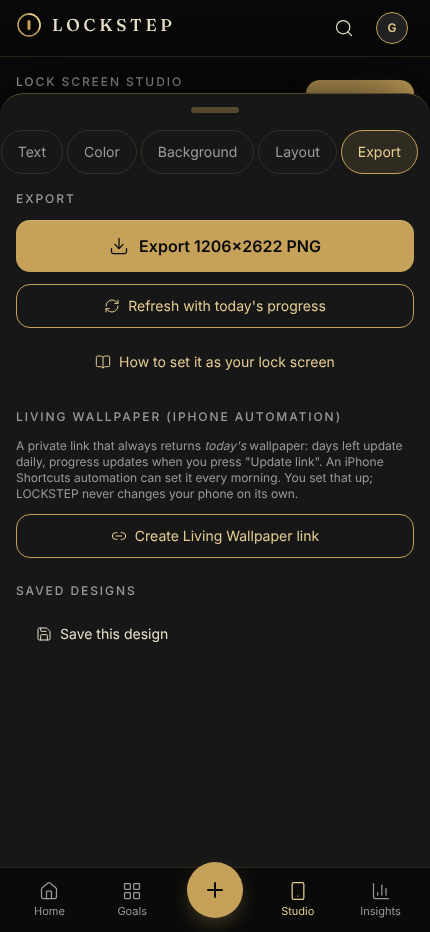 LOCKSTEP
G
LOCK SCREEN STUDIO
Text
Color
Background
Layout
Export
EXPORT
Export 1206×2622 PNG
Refresh with today's progress
How to set it as your lock screen
LIVING WALLPAPER (IPHONE AUTOMATION)
A private link that always returns today's wallpaper: days left update
daily, progress updates when you press "Update link". An iPhone
Shortcuts automation can set it every morning. You set that up;
LOCKSTEP never changes your phone on its own.
Create Living Wallpaper link
SAVED DESIGNS
Save this design
Home
Goals
Studio
Insights